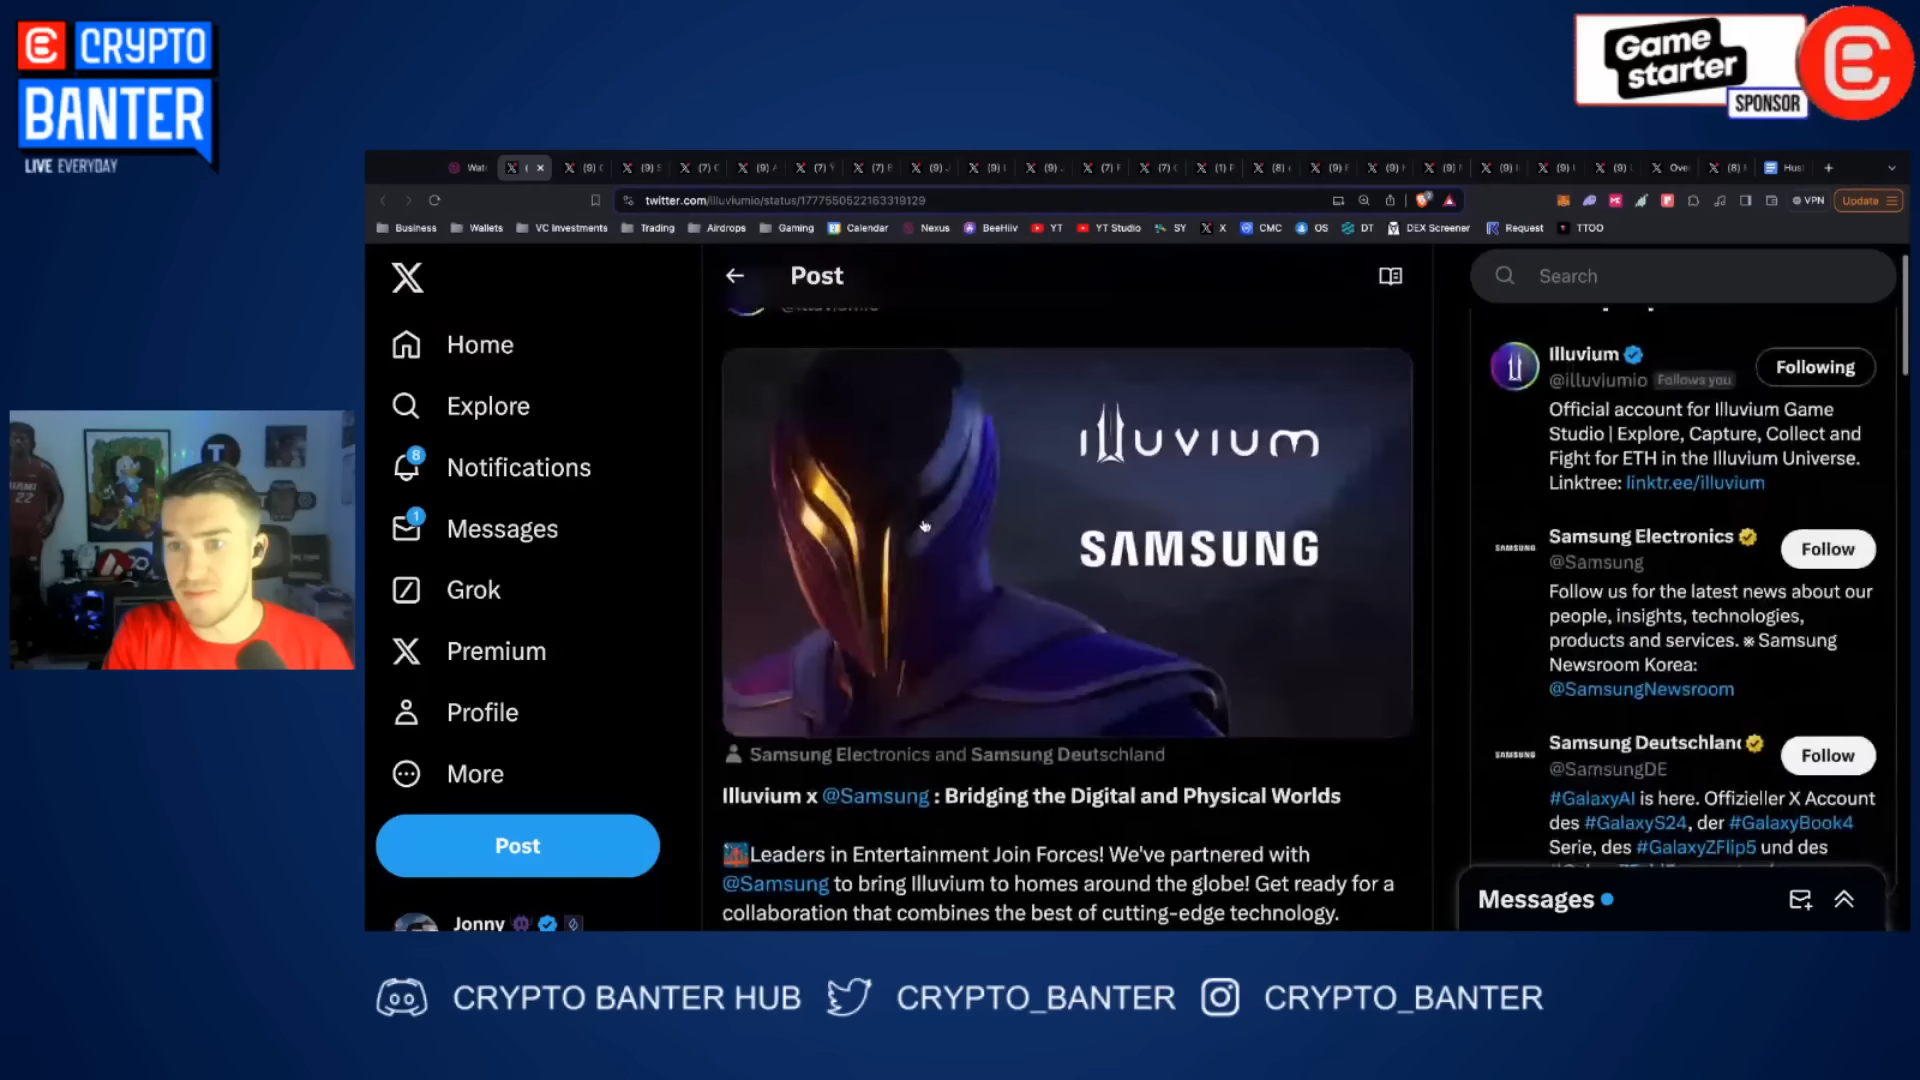 CRYPTO
BANTER
LIVE EVERYDAY
Game
starter
SPONSOR
twitter.com/illuviumio/status/1777550522163319129
VPN
Update
Business
Wallets
VC Investments
Trading
Airdrops
Gaming
Calendar
Nexus
BeeHiiv
YT
YT Studio
SY
X
CMC
OS
DT
DEX Screener
Request
TTOO
Home
Explore
8
Notifications
1
Messages
Grok
Premium
Profile
More
Post
Jonny
Post
ILLUVIUM
SAMSUNG
Samsung Electronics and Samsung Deutschland
Illuvium x @Samsung : Bridging the Digital and Physical Worlds
Leaders in Entertainment Join Forces! We've partnered with
@Samsung to bring Illuvium to homes around the globe! Get ready for a
collaboration that combines the best of cutting-edge technology.
Search
Illuvium
@illuviumio Follows you
Following
Official account for Illuvium Game
Studio | Explore, Capture, Collect and
Fight for ETH in the Illuvium Universe.
Linktree: linktr.ee/illuvium
SAMSUNG
Samsung Electronics
@Samsung
Follow
Follow us for the latest news about our
people, insights, technologies,
products and services. ※ Samsung
Newsroom Korea:
@SamsungNewsroom
SAMSUNG
Samsung Deutschland
@SamsungDE
Follow
#GalaxyAI is here. Offizieller X Account
des #GalaxyS24, der #GalaxyBook4
Serie, des #GalaxyZFlip5 und des
Messages
CRYPTO BANTER HUB
CRYPTO_BANTER
CRYPTO_BANTER